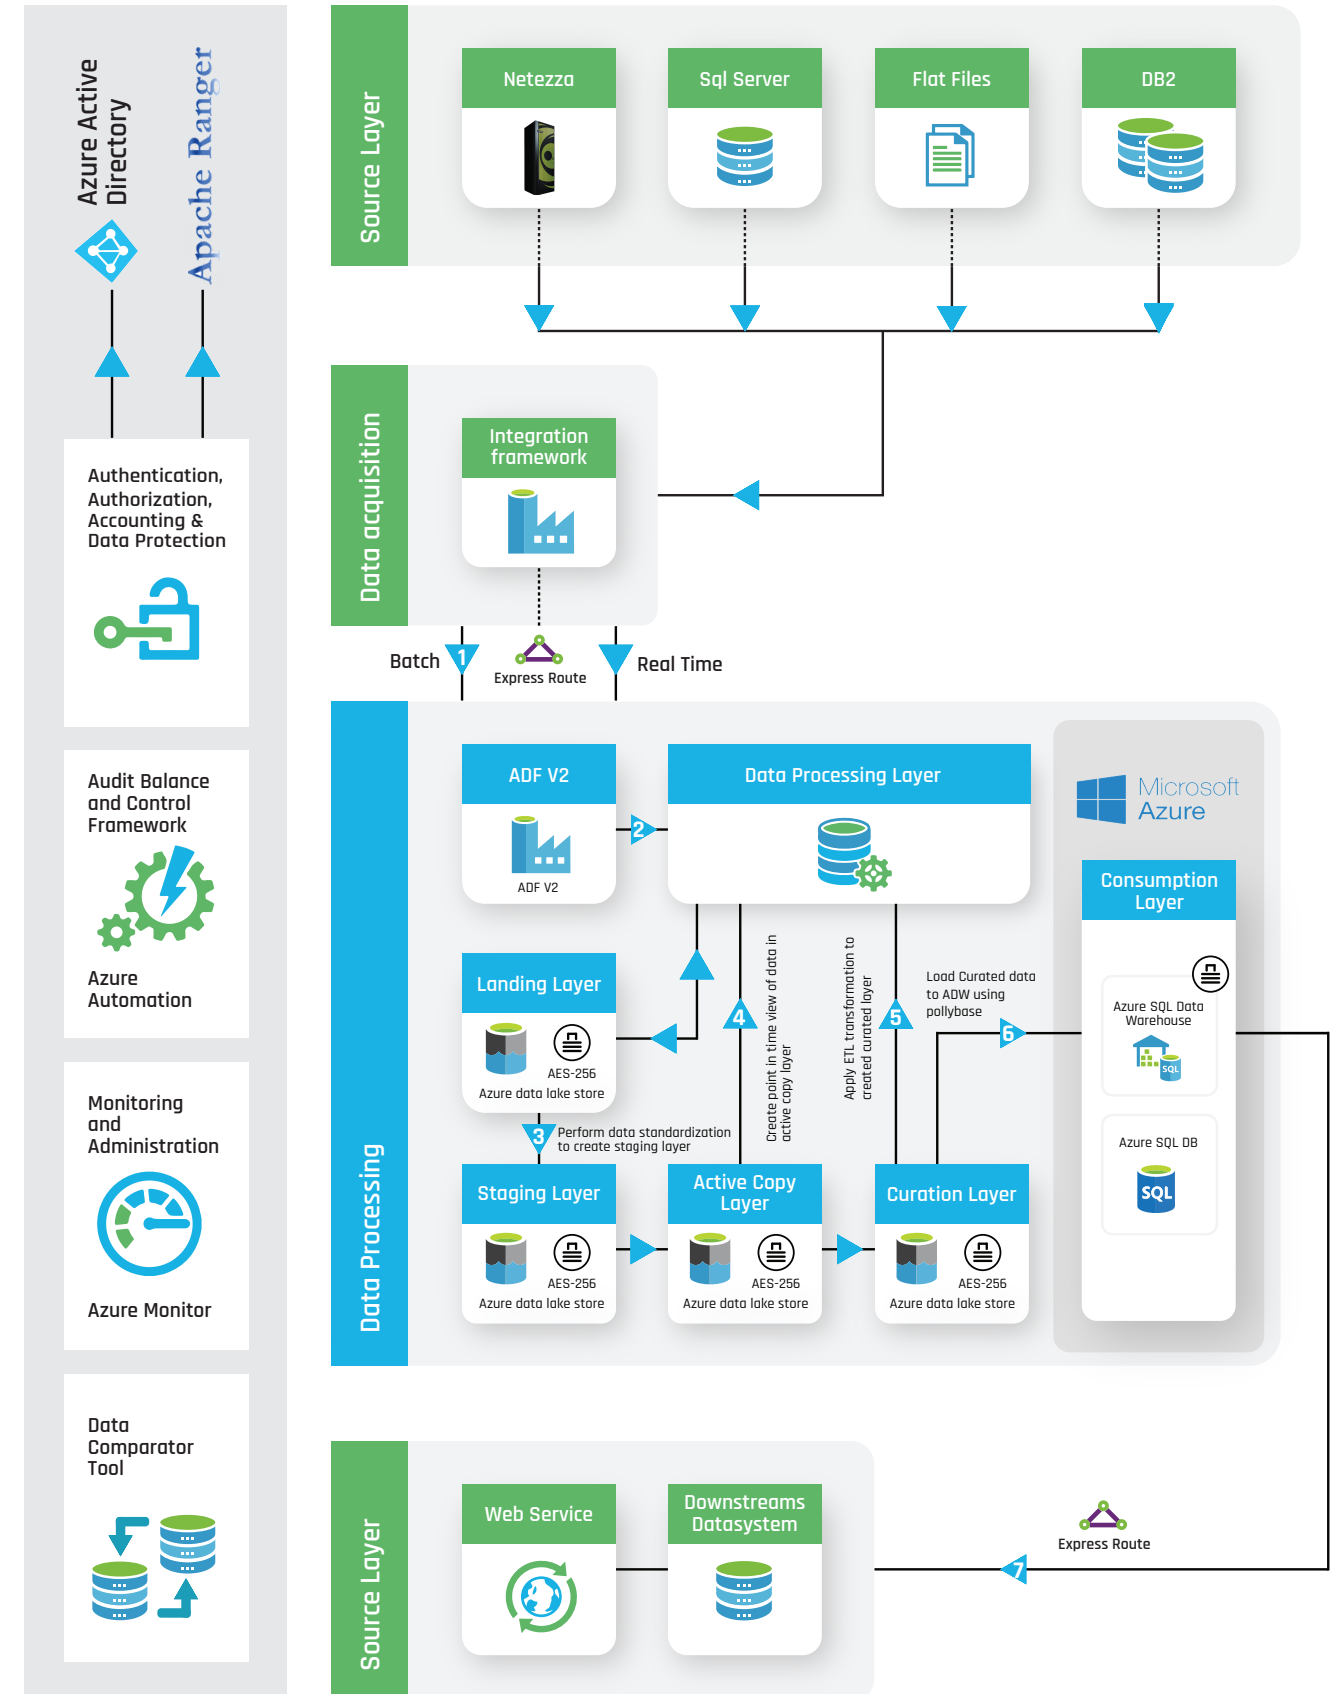 Azure Active
Directory
Apache Ranger
Authentication,
Authorization,
Accounting &
Data Protection
Audit Balance
and Control
Framework
Azure
Automation
Monitoring
and
Administration
Azure Monitor
Data
Comparator
Tool
Source Layer
Netezza
Sql Server
Flat Files
DB2
Data acquisition
Integration
framework
Batch
1
Express Route
Real Time
Data Processing
ADF V2
ADF V2
2
Data Processing Layer
Microsoft
Azure
Landing Layer
AES-256
Azure data lake store
3
Perform data standardization
to create staging layer
4
Create point in time view of data in
active copy layer
Apply ETL transformation to
created curated layer
5
Load Curated data
to ADW using
pollybase
6
Consumption
Layer
Azure SQL Data
Warehouse
SQL
Azure SQL DB
SQL
Staging Layer
AES-256
Azure data lake store
Active Copy
Layer
AES-256
Azure data lake store
Curation Layer
AES-256
Azure data lake store
Source Layer
Web Service
Downstreams
Datasystem
Express Route
7